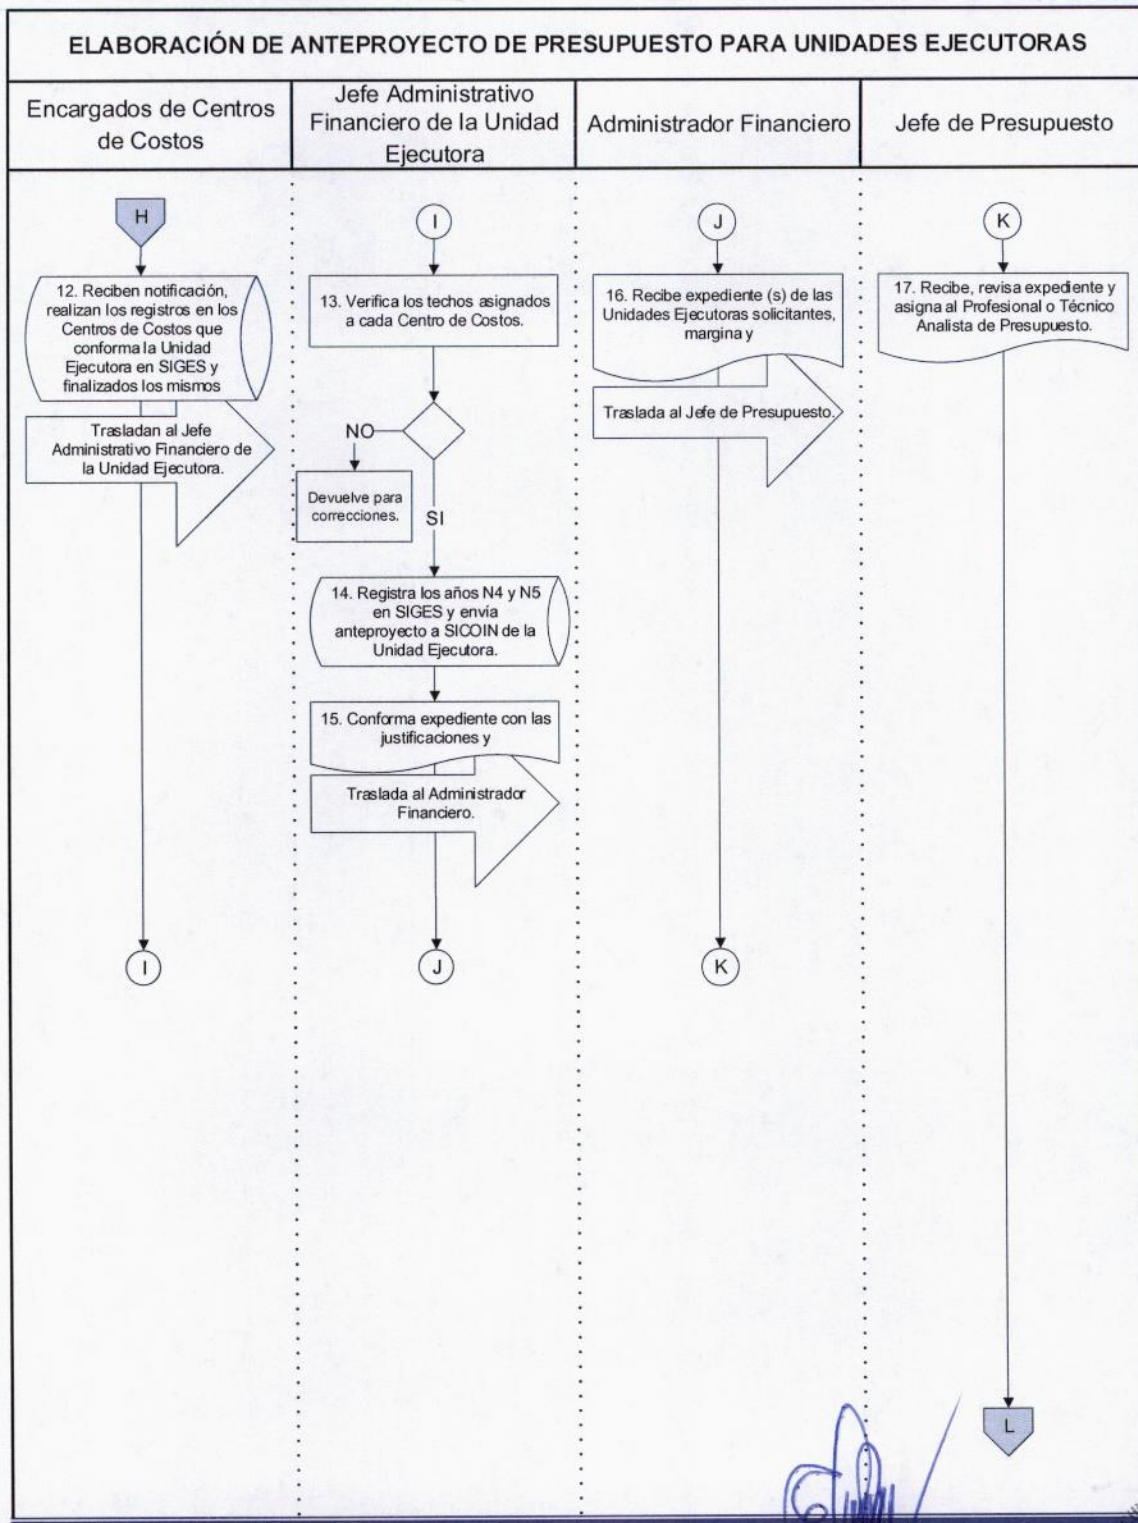 ELABORACIÓN DE ANTEPROYECTO DE PRESUPUESTO PARA UNIDADES EJECUTORAS
Encargados de Centros
de Costos
Jefe Administrativo
Financiero de la Unidad
Ejecutora
Administrador Financiero
Jefe de Presupuesto
H
12. Reciben notificación,
realizan los registros en los
Centros de Costos que
conforma la Unidad
Ejecutora en SIGES y
finalizados los mismos
Trasladan al Jefe
Administrativo Financiero de
la Unidad Ejecutora.
I
I
13. Verifica los techos asignados
a cada Centro de Costos.
NO
Devuelve para
correcciones.
SI
14. Registra los años N4 y N5
en SIGES y envía
anteproyecto a SICOIN de la
Unidad Ejecutora.
15. Conforma expediente con las
justificaciones y
Traslada al Administrador
Financiero.
J
J
16. Recibe expediente (s) de las
Unidades Ejecutoras solicitantes,
margina y
Traslada al Jefe de Presupuesto.
K
K
17. Recibe, revisa expediente y
asigna al Profesional o Técnico
Analista de Presupuesto.
L